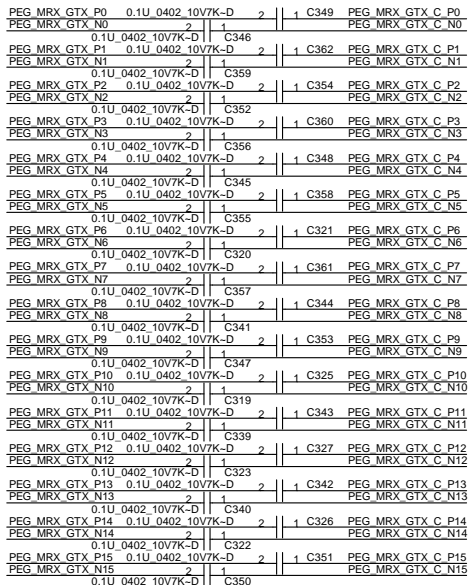 PEG_MRX_GTX_P0 0.1U_0402_10V7K~D 2 1 C349 PEG_MRX_GTX_C_P0
PEG_MRX_GTX_N0 2 1 PEG_MRX_GTX_C_N0
0.1U_0402_10V7K~D C346
PEG_MRX_GTX_P1 0.1U_0402_10V7K~D 2 1 C362 PEG_MRX_GTX_C_P1
PEG_MRX_GTX_N1 2 1 PEG_MRX_GTX_C_N1
0.1U_0402_10V7K~D C359
PEG_MRX_GTX_P2 0.1U_0402_10V7K~D 2 1 C354 PEG_MRX_GTX_C_P2
PEG_MRX_GTX_N2 2 1 PEG_MRX_GTX_C_N2
0.1U_0402_10V7K~D C352
PEG_MRX_GTX_P3 0.1U_0402_10V7K~D 2 1 C360 PEG_MRX_GTX_C_P3
PEG_MRX_GTX_N3 2 1 PEG_MRX_GTX_C_N3
0.1U_0402_10V7K~D C356
PEG_MRX_GTX_P4 0.1U_0402_10V7K~D 2 1 C348 PEG_MRX_GTX_C_P4
PEG_MRX_GTX_N4 2 1 PEG_MRX_GTX_C_N4
0.1U_0402_10V7K~D C345
PEG_MRX_GTX_P5 0.1U_0402_10V7K~D 2 1 C358 PEG_MRX_GTX_C_P5
PEG_MRX_GTX_N5 2 1 PEG_MRX_GTX_C_N5
0.1U_0402_10V7K~D C355
PEG_MRX_GTX_P6 0.1U_0402_10V7K~D 2 1 C321 PEG_MRX_GTX_C_P6
PEG_MRX_GTX_N6 2 1 PEG_MRX_GTX_C_N6
0.1U_0402_10V7K~D C320
PEG_MRX_GTX_P7 0.1U_0402_10V7K~D 2 1 C361 PEG_MRX_GTX_C_P7
PEG_MRX_GTX_N7 2 1 PEG_MRX_GTX_C_N7
0.1U_0402_10V7K~D C357
PEG_MRX_GTX_P8 0.1U_0402_10V7K~D 2 1 C344 PEG_MRX_GTX_C_P8
PEG_MRX_GTX_N8 2 1 PEG_MRX_GTX_C_N8
0.1U_0402_10V7K~D C341
PEG_MRX_GTX_P9 0.1U_0402_10V7K~D 2 1 C353 PEG_MRX_GTX_C_P9
PEG_MRX_GTX_N9 2 1 PEG_MRX_GTX_C_N9
0.1U_0402_10V7K~D C347
PEG_MRX_GTX_P10 0.1U_0402_10V7K~D 2 1 C325 PEG_MRX_GTX_C_P10
PEG_MRX_GTX_N10 2 1 PEG_MRX_GTX_C_N10
0.1U_0402_10V7K~D C319
PEG_MRX_GTX_P11 0.1U_0402_10V7K~D 2 1 C343 PEG_MRX_GTX_C_P11
PEG_MRX_GTX_N11 2 1 PEG_MRX_GTX_C_N11
0.1U_0402_10V7K~D C339
PEG_MRX_GTX_P12 0.1U_0402_10V7K~D 2 1 C327 PEG_MRX_GTX_C_P12
PEG_MRX_GTX_N12 2 1 PEG_MRX_GTX_C_N12
0.1U_0402_10V7K~D C323
PEG_MRX_GTX_P13 0.1U_0402_10V7K~D 2 1 C342 PEG_MRX_GTX_C_P13
PEG_MRX_GTX_N13 2 1 PEG_MRX_GTX_C_N13
0.1U_0402_10V7K~D C340
PEG_MRX_GTX_P14 0.1U_0402_10V7K~D 2 1 C326 PEG_MRX_GTX_C_P14
PEG_MRX_GTX_N14 2 1 PEG_MRX_GTX_C_N14
0.1U_0402_10V7K~D C322
PEG_MRX_GTX_P15 0.1U_0402_10V7K~D 2 1 C351 PEG_MRX_GTX_C_P15
PEG_MRX_GTX_N15 2 1 PEG_MRX_GTX_C_N15
0.1U_0402_10V7K~D C350